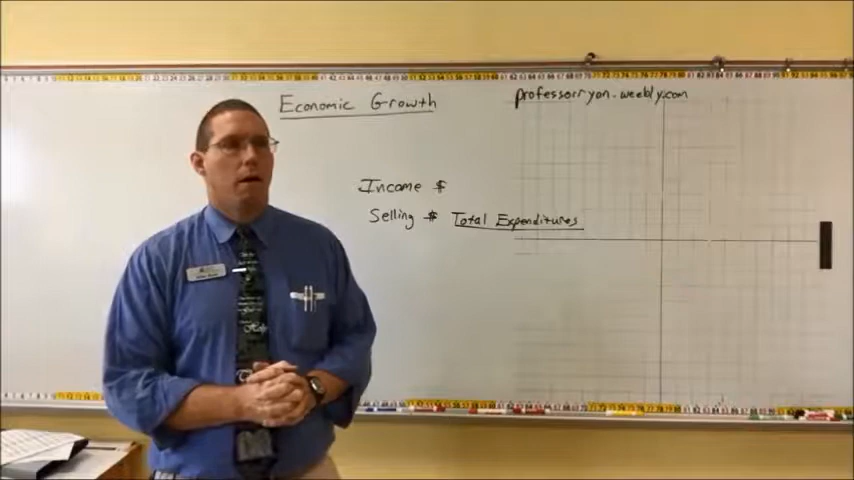 Economic Growth
professorryon.weebly.com
Income $
Selling $ Total Expenditures